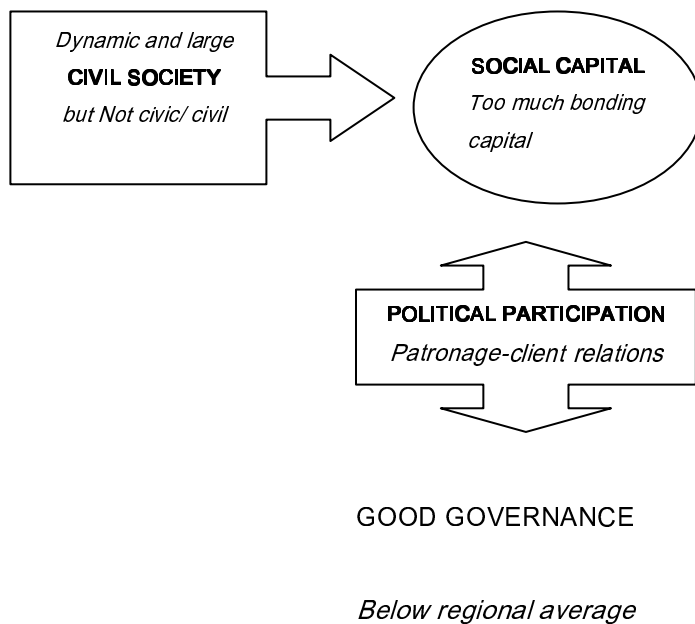 Dynamic and large
CIVIL SOCIETY
but Not civic/ civil
SOCIAL CAPITAL
Too much bonding
capital
POLITICAL PARTICIPATION
Patronage-client relations
GOOD GOVERNANCE
Below regional average